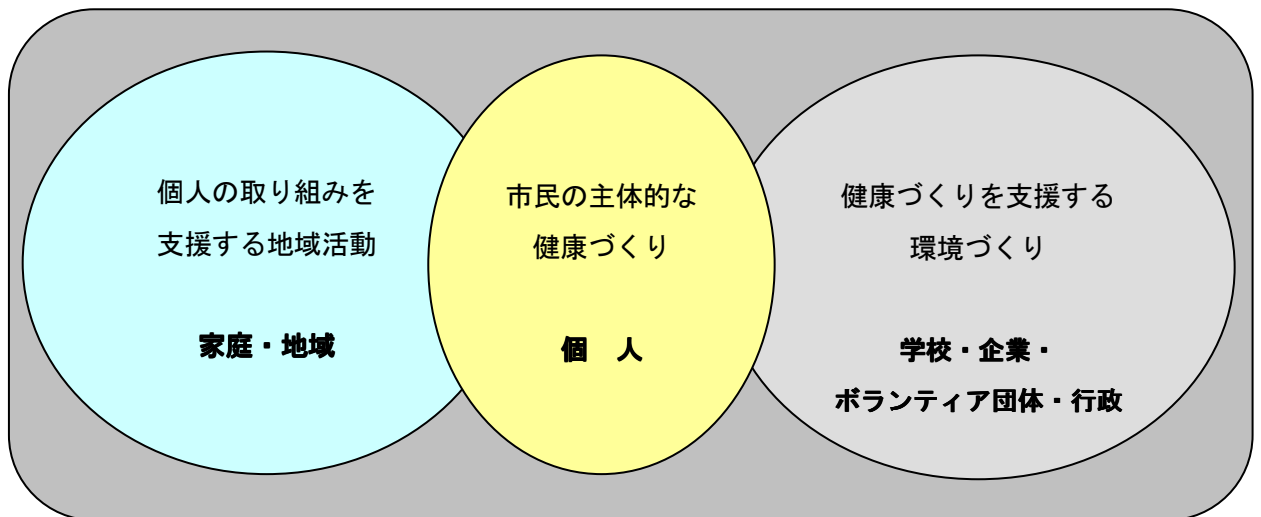 個人の取り組みを
支援する地域活動
家庭・地域
市民の主体的な
健康づくり
個　人
健康づくりを支援する
環境づくり
学校・企業・
ボランティア団体・行政